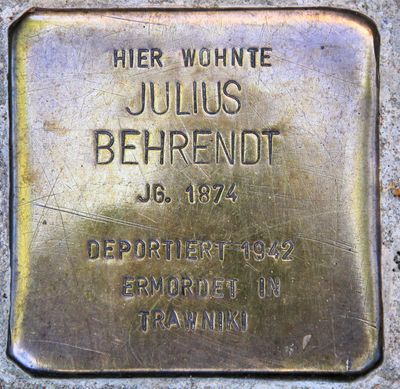 HIER WOHNTE
JULIUS
BEHRENDT
JG. 1874
DEPORTIERT 1942
ERMORDET IN
TRAWNIKI